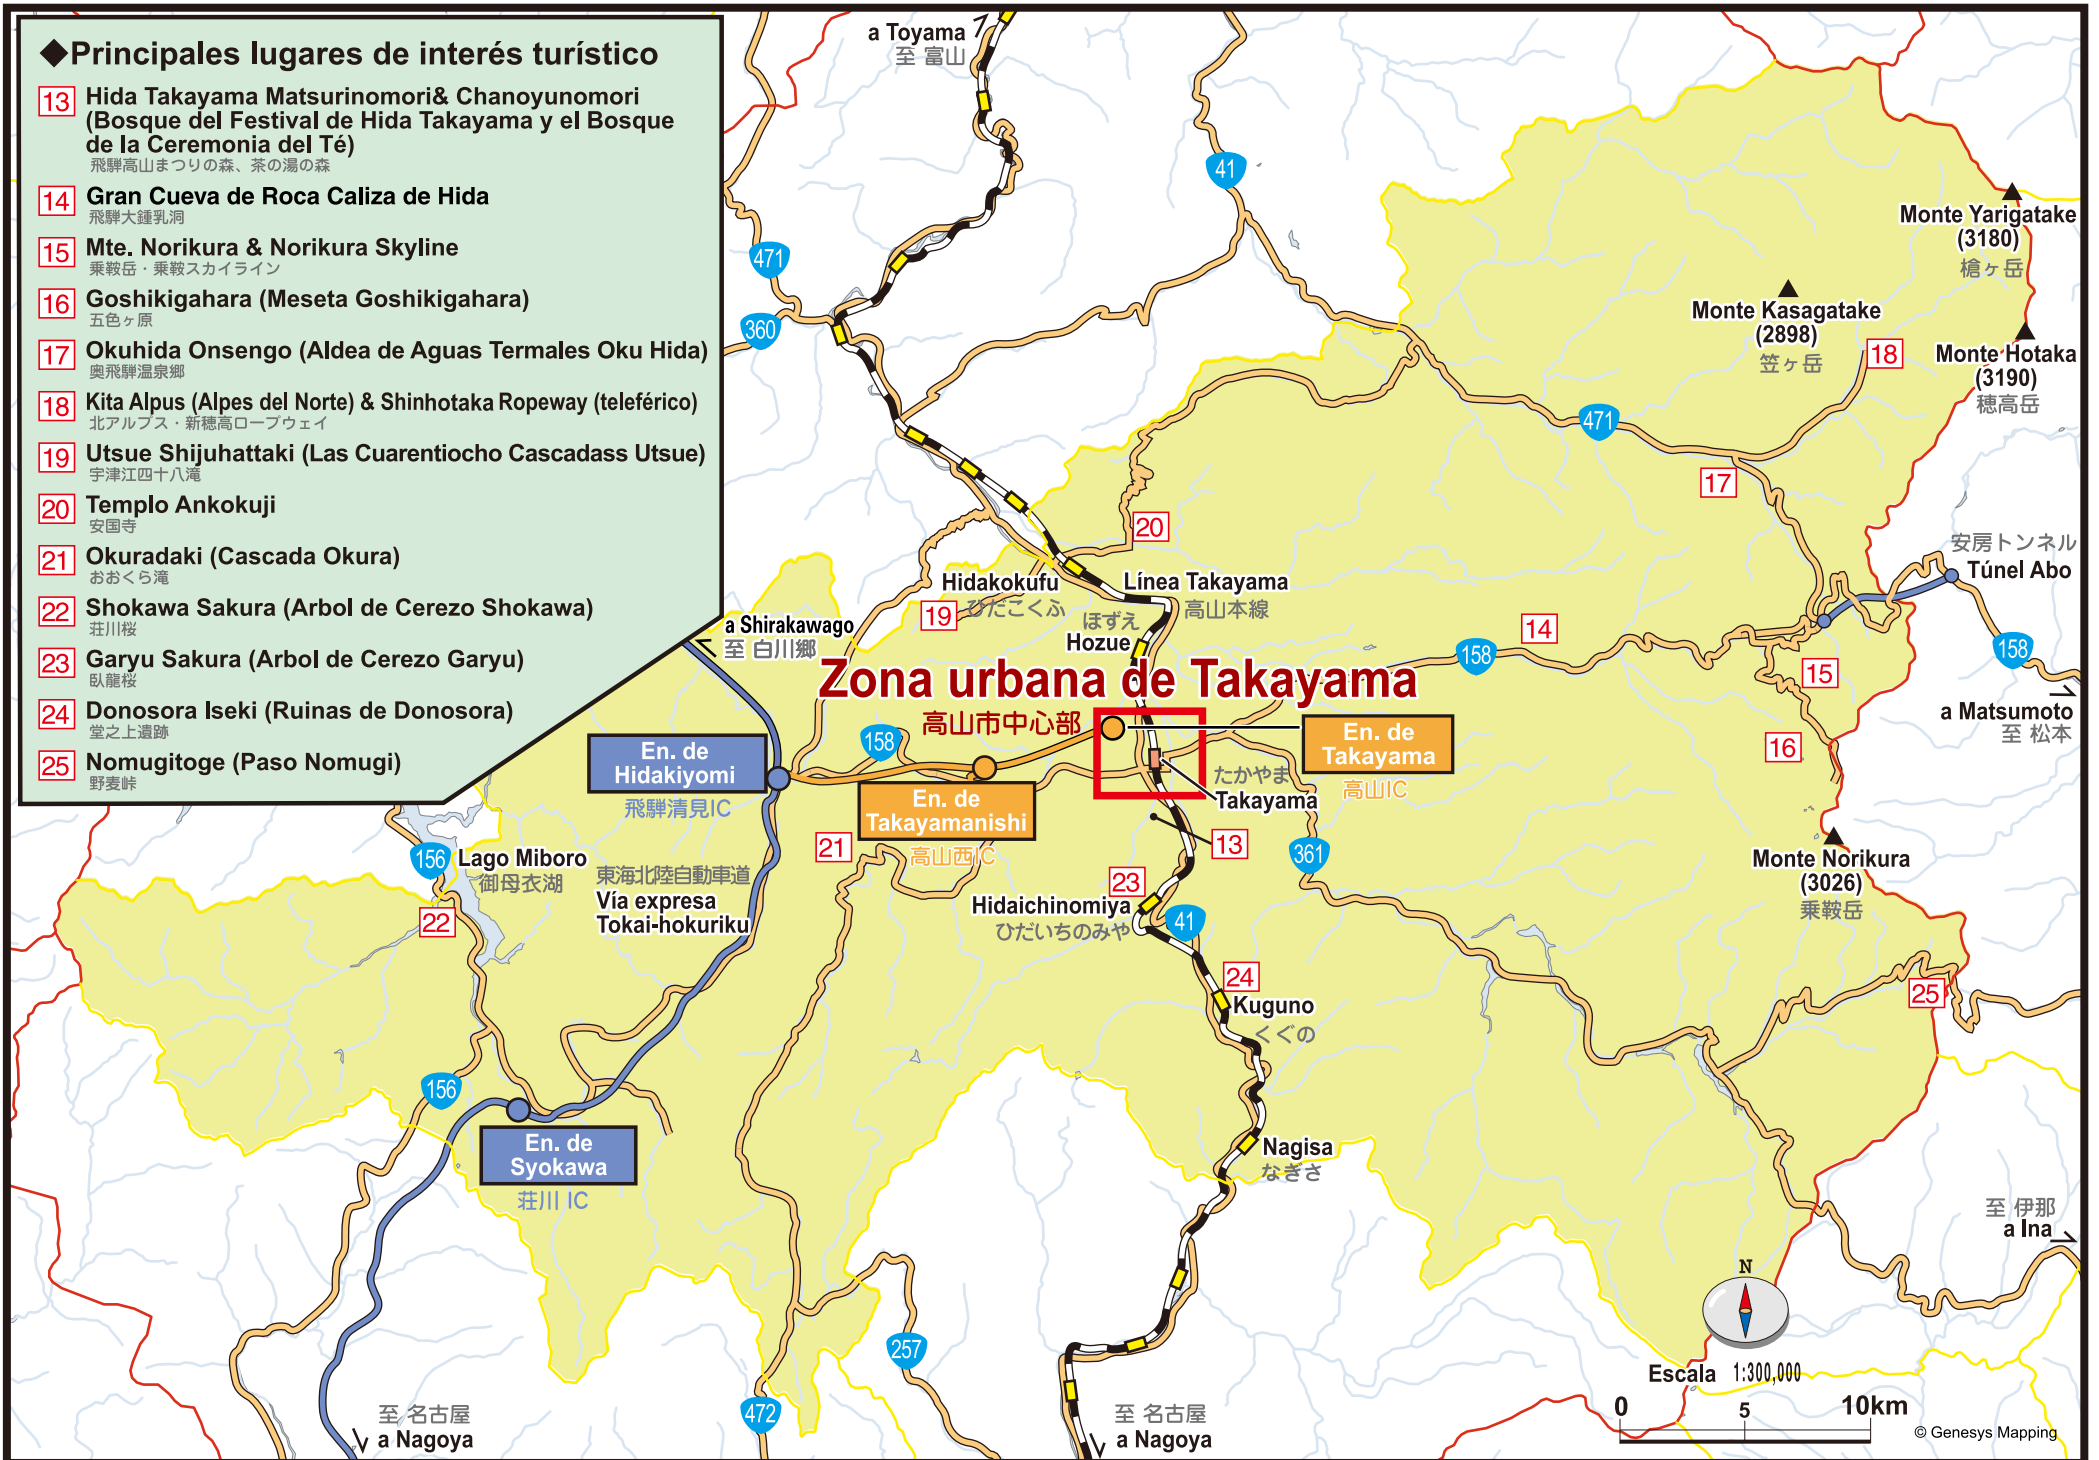 ◆Principales lugares de interés turístico
13 Hida Takayama Matsurinomori& Chanoyunomori
(Bosque del Festival de Hida Takayama y el Bosque
de la Ceremonia del Té)
飛騨高山まつりの森、茶の湯の森
14 Gran Cueva de Roca Caliza de Hida
飛騨大鍾乳洞
15 Mte. Norikura & Norikura Skyline
乗鞍岳・乗鞍スカイライン
16 Goshikigahara (Meseta Goshikigahara)
五色ヶ原
17 Okuhida Onsengo (Aldea de Aguas Termales Oku Hida)
奥飛騨温泉郷
18 Kita Alpus (Alpes del Norte) & Shinhotaka Ropeway (teleférico)
北アルプス・新穂高ロープウェイ
19 Utsue Shijuhattaki (Las Cuarentiocho Cascadass Utsue)
宇津江四十八滝
20 Templo Ankokuji
安国寺
21 Okuradaki (Cascada Okura)
おおくら滝
22 Shokawa Sakura (Arbol de Cerezo Shokawa)
荘川桜
23 Garyu Sakura (Arbol de Cerezo Garyu)
臥龍桜
24 Donosora Iseki (Ruinas de Donosora)
堂之上遺跡
25 Nomugitoge (Paso Nomugi)
野麦峠
a Toyama
至 富山
41
471
360
Monte Yarigatake
(3180)
槍ヶ岳
Monte Kasagatake
(2898)
笠ヶ岳
18
Monte Hotaka
(3190)
穂高岳
471
17
20
安房トンネル
Túnel Abo
Hidakokufu
ひだこくふ
Línea Takayama
高山本線
19
ほずえ
Hozue
a Shirakawago
至 白川郷
14
158
158
15
Zona urbana de Takayama
高山市中心部
a Matsumoto
至 松本
158
En. de
Hidakiyomi
飛騨清見IC
En. de
Takayama
高山IC
16
たかやま
Takayama
En. de
Takayamanishi
高山西IC
21
13
361
156
Lago Miboro
御母衣湖
東海北陸自動車道
Vía expresa
Tokai-hokuriku
22
23
Hidaichinomiya
ひだいちのみや
41
Monte Norikura
(3026)
乗鞍岳
24
Kuguno
くぐの
25
156
En. de
Syokawa
荘川 IC
Nagisa
なぎさ
至 伊那
a Ina
N
257
472
Escala 1:300,000
0 5 10km
至 名古屋
a Nagoya
至 名古屋
a Nagoya
© Genesys Mapping